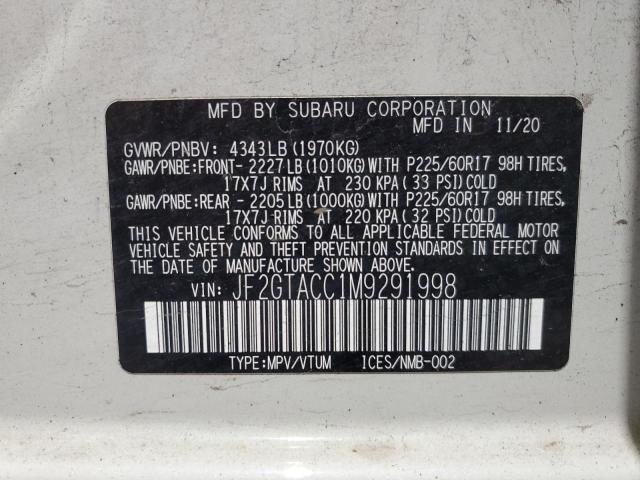 MFD BY SUBARU CORPORATION
MFD IN 11/20
GVWR/PNBV: 4343LB(1970KG)
GAWR/PNBE:FRONT- 2227LB(1010KG)WITH P225/60R17 98H TIRES,
17X7J RIMS AT 230 KPA( 33 PSI)COLD
GAWR/PNBE:REAR - 2205LB(1000KG)WITH P225/60R17 98H TIRES,
17X7J RIMS AT 220 KPA( 32 PSI)COLD
THIS VEHICLE CONFORMS TO ALL APPLICABLE FEDERAL MOTOR
VEHICLE SAFETY AND THEFT PREVENTION STANDARDS IN EFFECT ON
THE DATE OF MANUFACTURE SHOWN ABOVE.
VIN: JF2GTACC1M9291998
TYPE:MPV/VTUM ICES/NMB-002